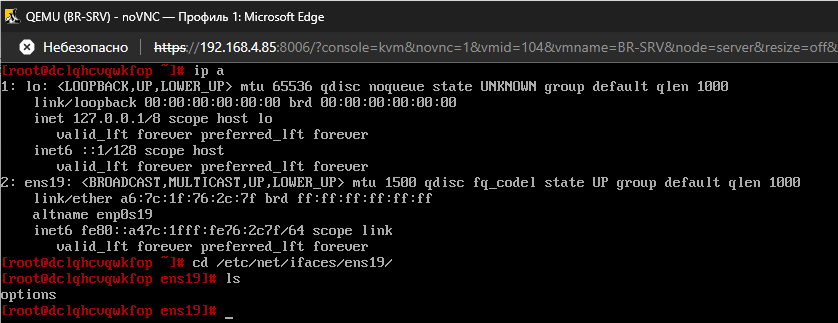 QEMU (BR-SRV) - noVNC — Профиль 1: Microsoft Edge
Небезопасно https://192.168.4.85:8006/?console=kvm&novnc=1&vmid=104&vmname=BR-SRV&node=server&resize=off&
[root@dclqhcvqwkfop ~]# ip a
1: lo: <LOOPBACK,UP,LOWER_UP> mtu 65536 qdisc noqueue state UNKNOWN group default qlen 1000
link/loopback 00:00:00:00:00:00 brd 00:00:00:00:00:00
inet 127.0.0.1/8 scope host lo
valid_lft forever preferred_lft forever
inet6 ::1/128 scope host
valid_lft forever preferred_lft forever
2: ens19: <BROADCAST,MULTICAST,UP,LOWER_UP> mtu 1500 qdisc fq_codel state UP group default qlen 1000
link/ether a6:7c:1f:76:2c:7f brd ff:ff:ff:ff:ff:ff
altname enp0s19
inet6 fe80::a47c:1fff:fe76:2c7f/64 scope link
valid_lft forever preferred_lft forever
[root@dclqhcvqwkfop ~]# cd /etc/net/ifaces/ens19/
[root@dclqhcvqwkfop ens19]# ls
options
[root@dclqhcvqwkfop ens19]# _